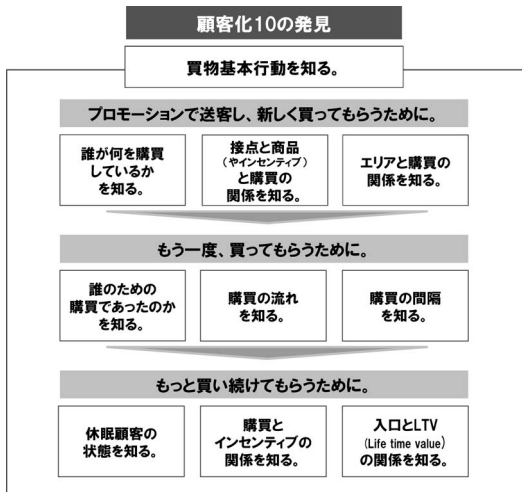 顧客化10の発見
買物基本行動を知る。
プロモーションで送客し、新しく買ってもらうために。
誰が何を購買
しているか
を知る。
接点と商品
(やインセンティブ)
と購買の
関係を知る。
エリアと購買の
関係を知る。
もう一度、買ってもらうために。
誰のための
購買であったのか
を知る。
購買の流れ
を知る。
購買の間隔
を知る。
もっと買い続けてもらうために。
休眠顧客の
状態を知る。
購買と
インセンティブの
関係を知る。
入口とLTV
(Life time value)
の関係を知る。